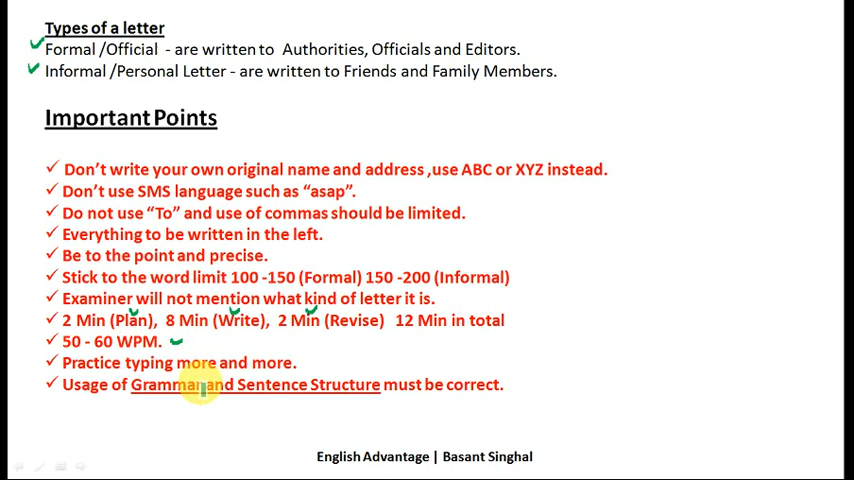 Types of a letter
Formal /Official - are written to Authorities, Officials and Editors.
Informal /Personal Letter - are written to Friends and Family Members.
Important Points
Don't write your own original name and address ,use ABC or XYZ instead.
Don't use SMS language such as "asap".
Do not use "To" and use of commas should be limited.
Everything to be written in the left.
Be to the point and precise.
Stick to the word limit 100 -150 (Formal) 150 -200 (Informal)
Examiner will not mention what kind of letter it is.
2 Min (Plan), 8 Min (Write), 2 Min (Revise) 12 Min in total
50 - 60 WPM.
Practice typing more and more.
Usage of Grammar and Sentence Structure must be correct.
English Advantage | Basant Singhal